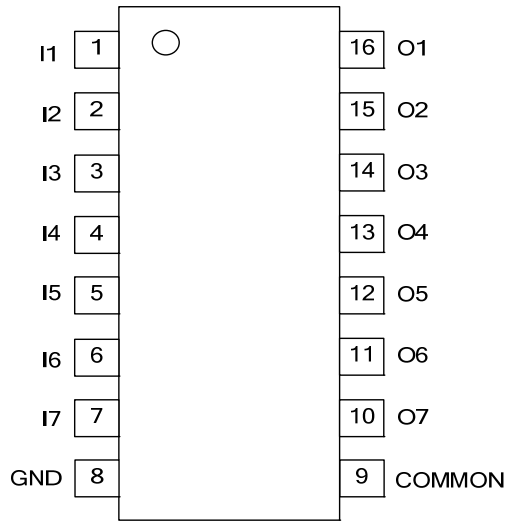 I1 1 16 O1
I2 2 15 O2
I3 3 14 O3
I4 4 13 O4
I5 5 12 O5
I6 6 11 O6
I7 7 10 O7
GND 8 9 COMMON